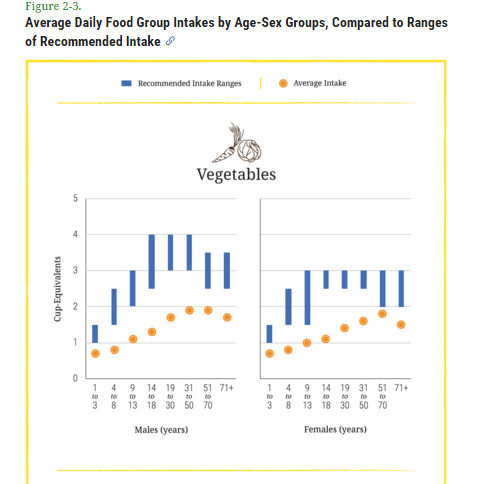 Figure 2-3.
Average Daily Food Group Intakes by Age-Sex Groups, Compared to Ranges
of Recommended Intake
Recommended Intake Ranges
Average Intake
Vegetables
Cup-Equivalents
5
4
3
2
1
0
1 4 9 14 19 31 51 71+
to to to to to to to
3 8 13 18 30 50 70
Males (years)
1 4 9 14 19 31 51 71+
to to to to to to to
3 8 13 18 30 50 70
Females (years)